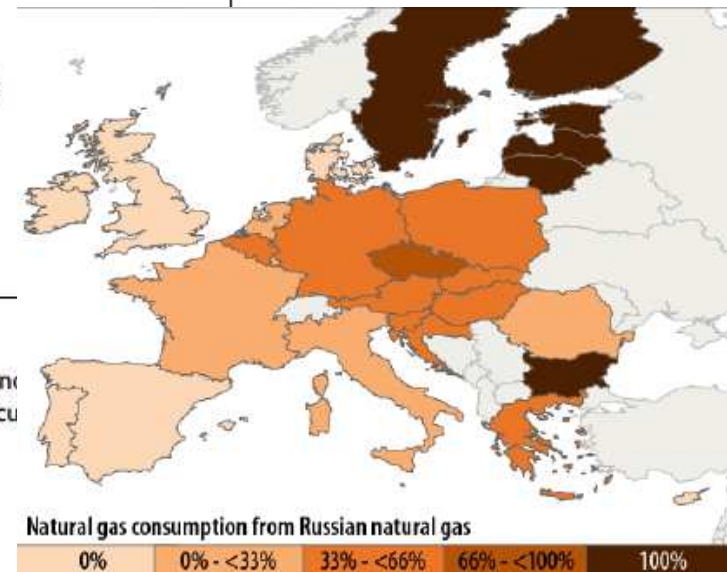 Natural gas consumption from Russian natural gas
0% 0% - <33% 33% - <66% 66% - <100% 100%